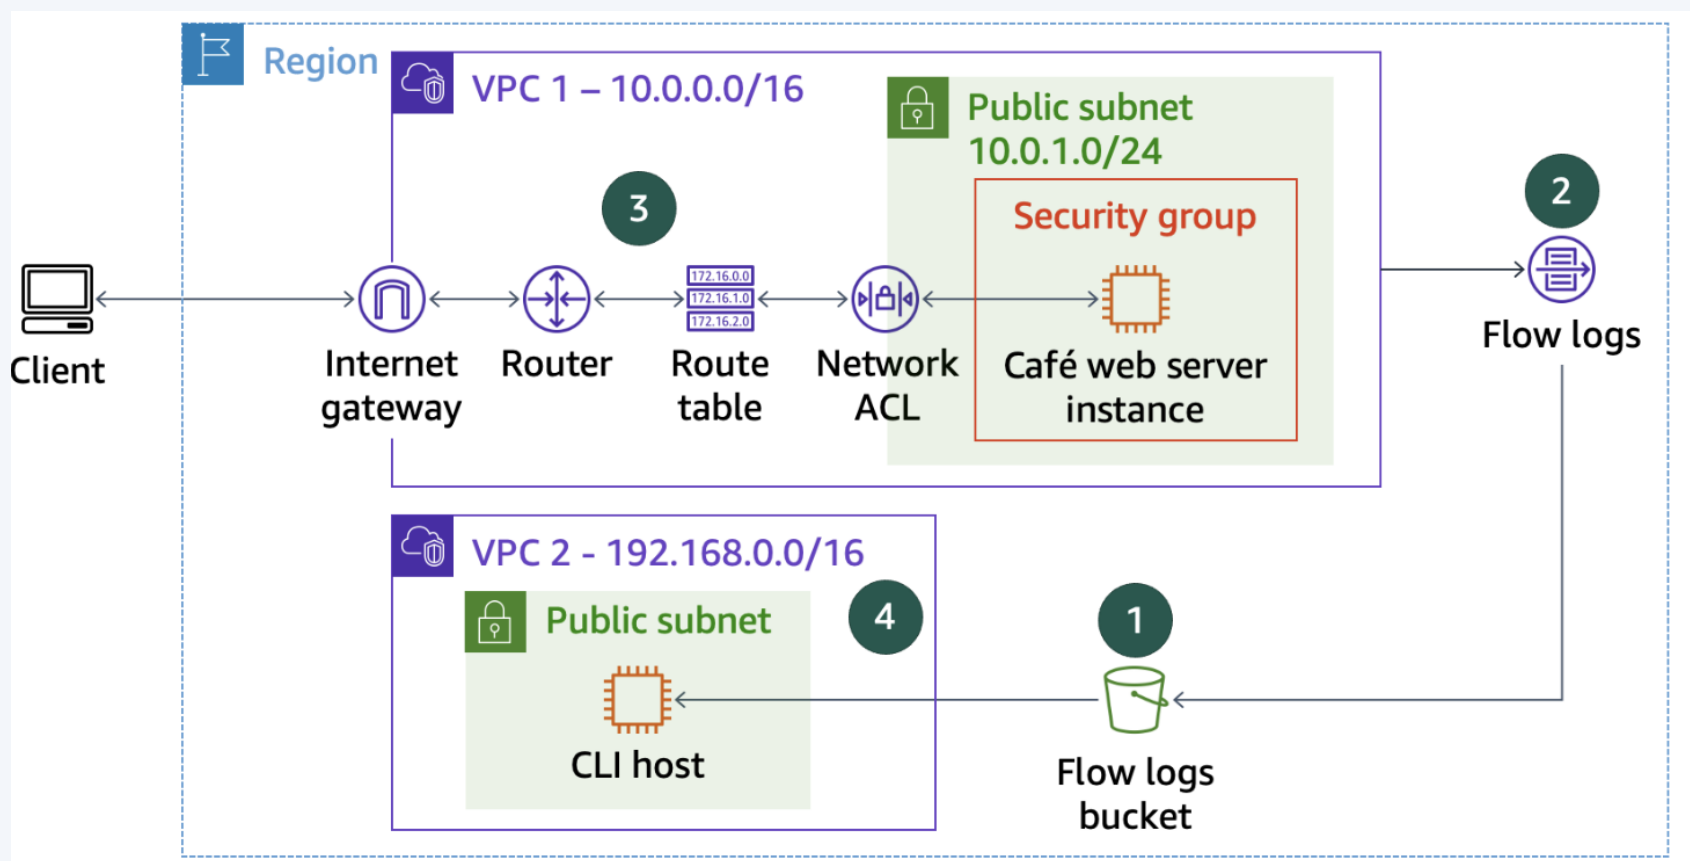 Region
VPC 1 – 10.0.0.0/16
Public subnet
10.0.1.0/24
2
3
Security group
172.16.0.0
172.16.1.0
172.16.2.0
Client
Internet
gateway
Router
Route
table
Network
ACL
Café web server
instance
Flow logs
VPC 2 - 192.168.0.0/16
Public subnet
4
1
CLI host
Flow logs
bucket